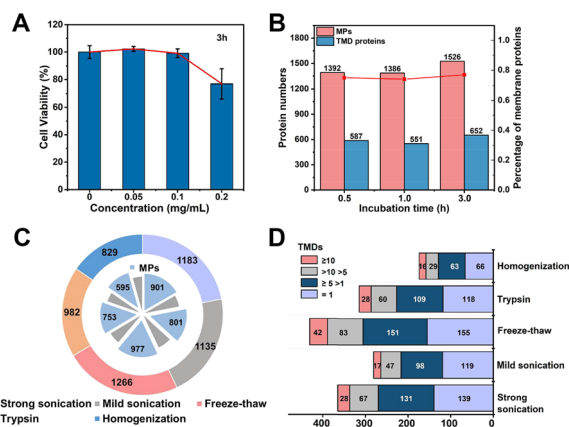 A
3h
120
100
80
60
40
20
0
Cell Viability (%)
0 0.05 0.1 0.2
Concentration (mg/mL)
B
MPs
TMD proteins
1800
1500
1200
900
600
300
0
Protein numbers
1392 1386 1526
587 551 652
1.0
0.8
0.6
0.4
0.2
0.0
Percentage of membrane proteins
0.5 1.0 3.0
Incubation time (h)
C
829 1183
MPs
595 901
982 753 801
977 1135
1266
Strong sonication Mild sonication Freeze-thaw
Trypsin Homogenization
D
TMDs
≥10
>10 >5
≥ 5 >1
= 1
16 29 63 66 Homogenization
28 60 109 118 Trypsin
42 83 151 155 Freeze-thaw
17 47 98 119 Mild sonication
28 67 131 139 Strong
sonication
400 300 200 100 0